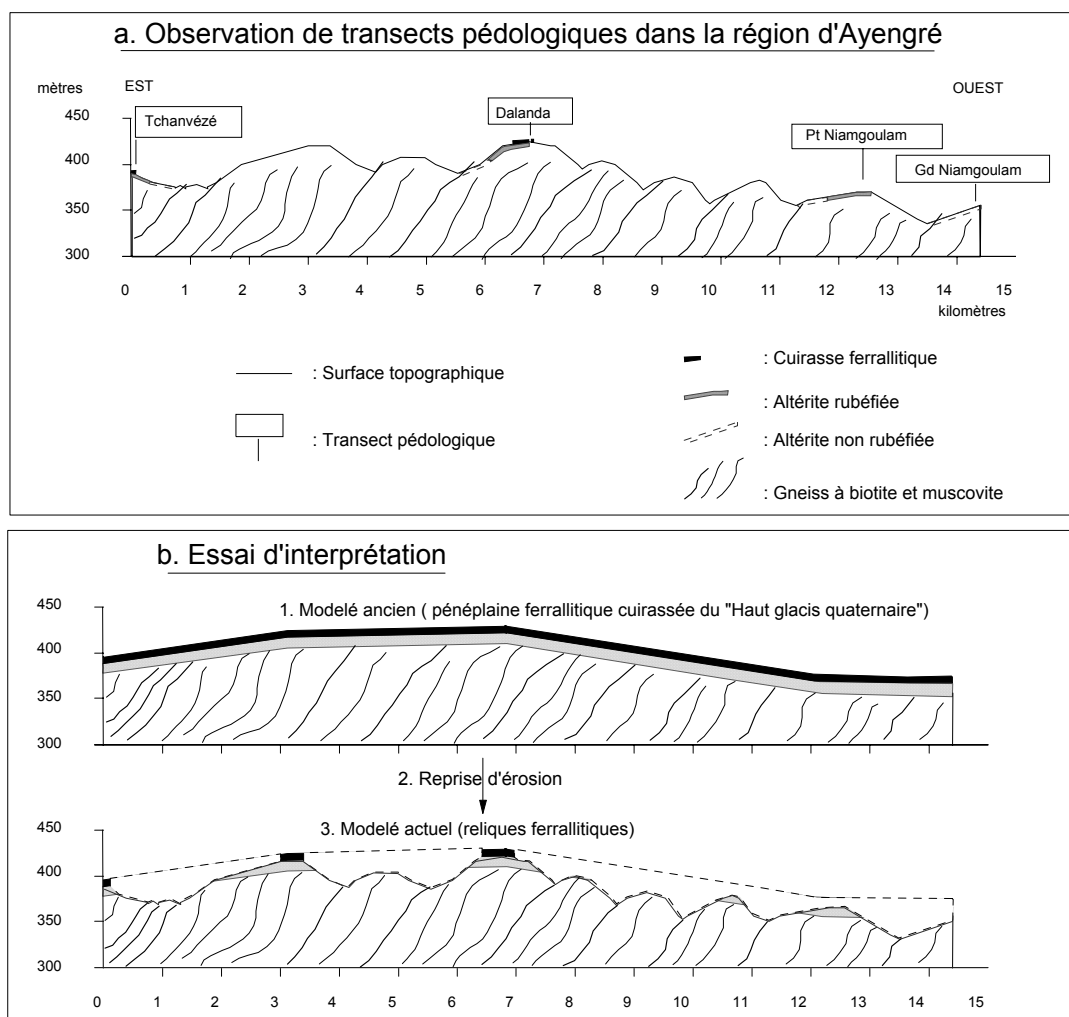 a. Observation de transects pédologiques dans la région d'Ayengré
mètres
EST
OUEST
450
400
350
300
Tchanvézé
Dalanda
Pt Niamgoulam
Gd Niamgoulam
0 1 2 3 4 5 6 7 8 9 10 11 12 13 14 15
kilomètres
: Surface topographique
: Transect pédologique
: Cuirasse ferrallitique
: Altérite rubéfiée
: Altérite non rubéfiée
: Gneiss à biotite et muscovite
b. Essai d'interprétation
450
400
350
300
1. Modelé ancien ( pénéplaine ferrallitique cuirassée du "Haut glacis quaternaire")
2. Reprise d'érosion
3. Modelé actuel (reliques ferrallitiques)
450
400
350
300
0 1 2 3 4 5 6 7 8 9 10 11 12 13 14 15